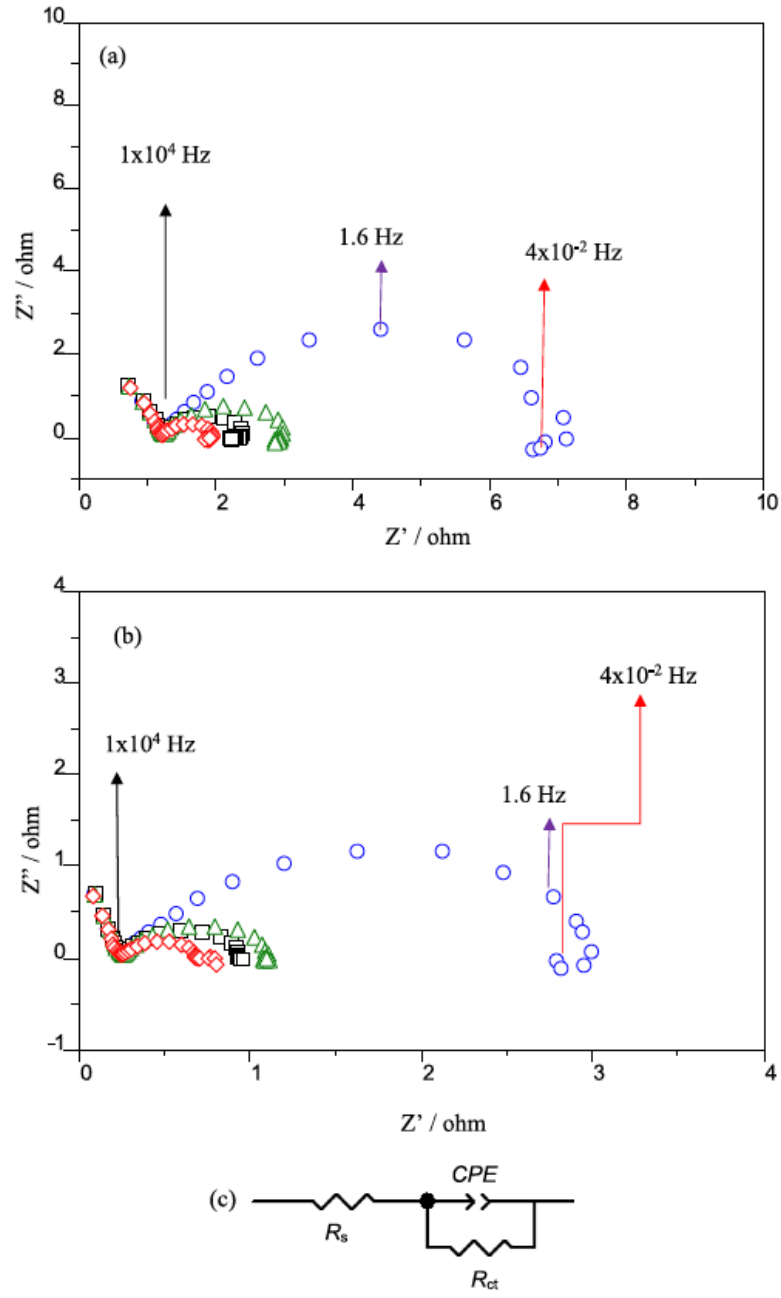 10
(a)
8
1x10⁴ Hz
6
1.6 Hz
4x10⁻² Hz
4
Z” / ohm
2
0
0 2 4 6 8 10
Z’ / ohm
4
(b)
4x10⁻² Hz
3
1x10⁴ Hz
2
1.6 Hz
Z” / ohm
1
0
-1
0 1 2 3 4
Z’ / ohm
CPE
(c)
Rₛ
R_ct